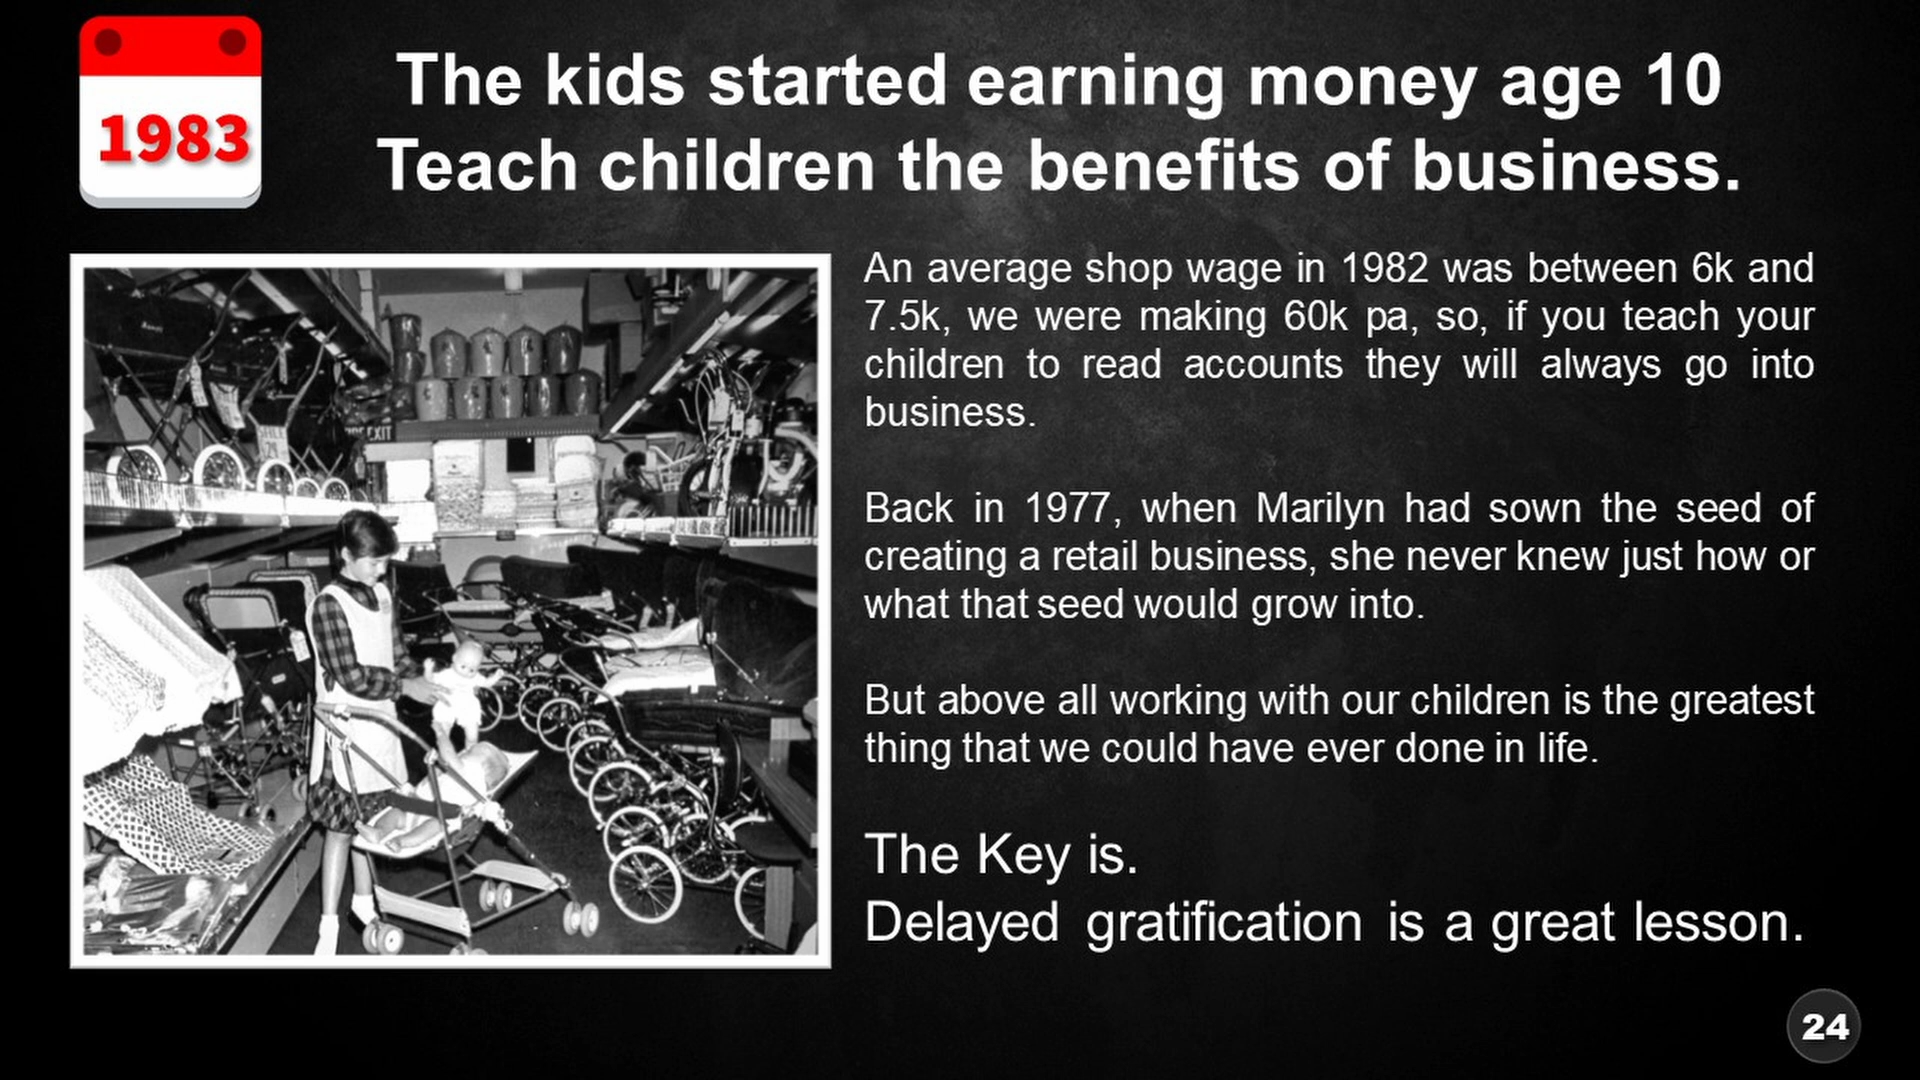 1983
The kids started earning money age 10
Teach children the benefits of business.
An average shop wage in 1982 was between 6k and
7.5k, we were making 60k pa, so, if you teach your
children to read accounts they will always go into
business.
Back in 1977, when Marilyn had sown the seed of
creating a retail business, she never knew just how or
what that seed would grow into.
But above all working with our children is the greatest
thing that we could have ever done in life.
The Key is.
Delayed gratification is a great lesson.
EXIT
24